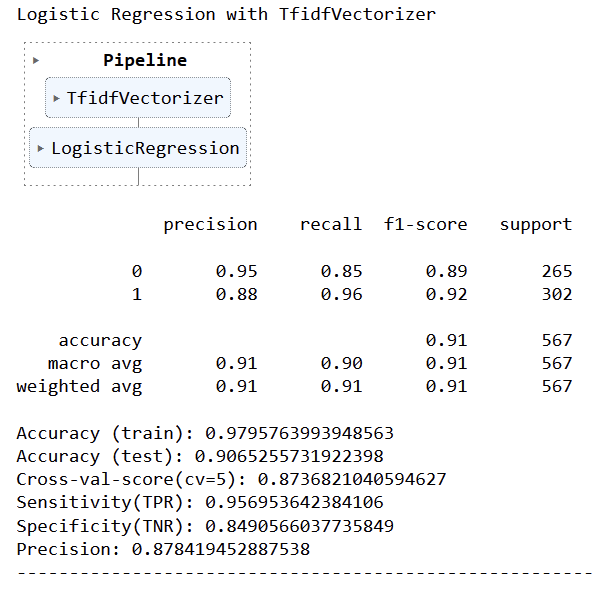 Logistic Regression with TfidfVectorizer
Pipeline
TfidfVectorizer
LogisticRegression
precision recall f1-score support
0 0.95 0.85 0.89 265
1 0.88 0.96 0.92 302
accuracy 0.91 567
macro avg 0.91 0.90 0.91 567
weighted avg 0.91 0.91 0.91 567
Accuracy (train): 0.9795763993948563
Accuracy (test): 0.9065255731922398
Cross-val-score(cv=5): 0.8736821040594627
Sensitivity(TPR): 0.956953642384106
Specificity(TNR): 0.8490566037735849
Precision: 0.878419452887538
----------------------------------------------------------